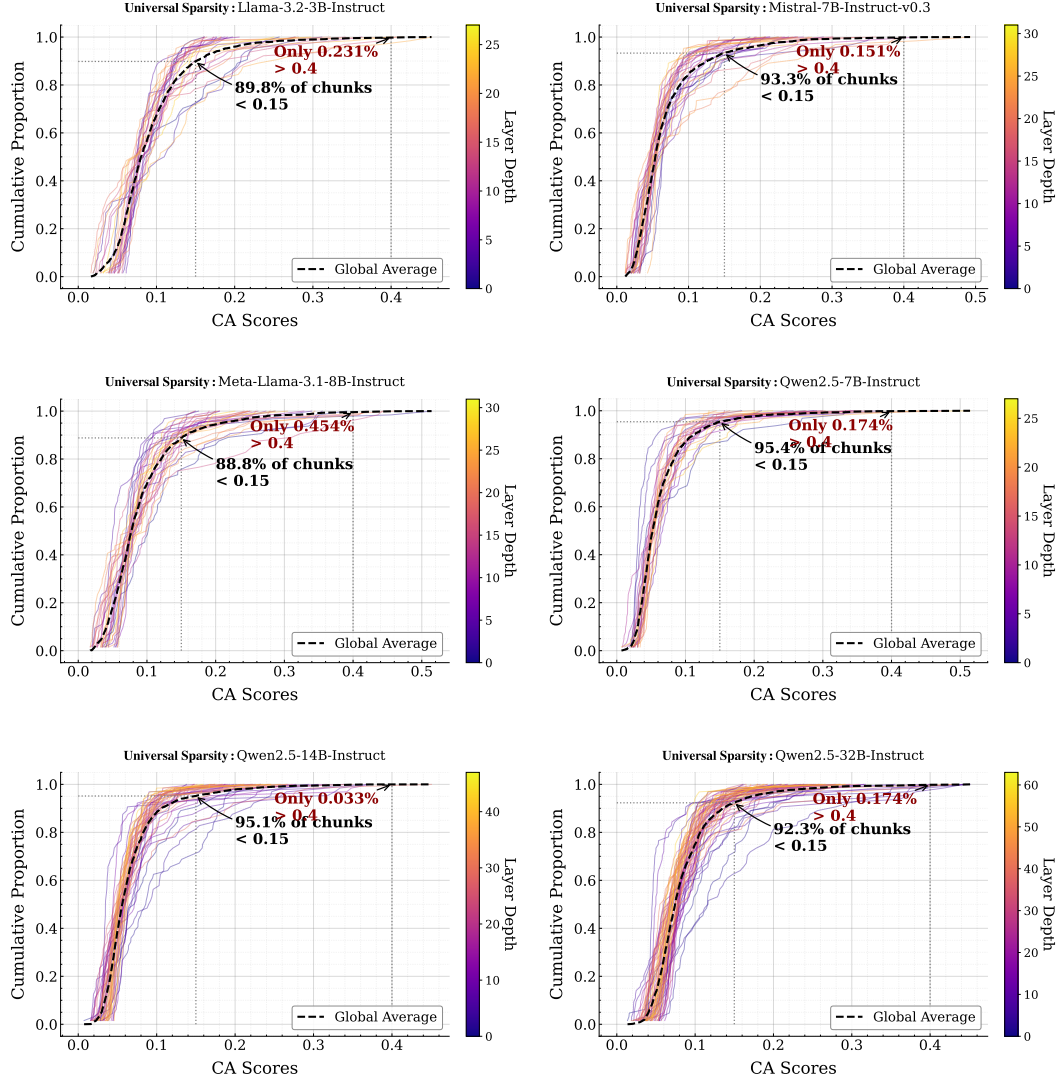 Universal Sparsity: Llama-3.2-3B-Instruct
1.0
0.8
0.6
0.4
0.2
0.0
Cumulative Proportion
Only 0.231%
> 0.4
89.8% of chunks
< 0.15
Global Average
0.0 0.1 0.2 0.3 0.4
CA Scores
25
20
15
10
5
0
Layer Depth
Universal Sparsity: Mistral-7B-Instruct-v0.3
1.0
0.8
0.6
0.4
0.2
0.0
Cumulative Proportion
Only 0.151%
> 0.4
93.3% of chunks
< 0.15
Global Average
0.0 0.1 0.2 0.3 0.4 0.5
CA Scores
30
25
20
15
10
5
0
Layer Depth
Universal Sparsity: Meta-Llama-3.1-8B-Instruct
1.0
0.8
0.6
0.4
0.2
0.0
Cumulative Proportion
Only 0.454%
> 0.4
88.8% of chunks
< 0.15
Global Average
0.0 0.1 0.2 0.3 0.4 0.5
CA Scores
30
25
20
15
10
5
0
Layer Depth
Universal Sparsity: Qwen2.5-7B-Instruct
1.0
0.8
0.6
0.4
0.2
0.0
Cumulative Proportion
Only 0.174%
> 0.4
95.4% of chunks
< 0.15
Global Average
0.0 0.1 0.2 0.3 0.4 0.5
CA Scores
25
20
15
10
5
0
Layer Depth
Universal Sparsity: Qwen2.5-14B-Instruct
1.0
0.8
0.6
0.4
0.2
0.0
Cumulative Proportion
Only 0.033%
> 0.4
95.1% of chunks
< 0.15
Global Average
0.0 0.1 0.2 0.3 0.4
CA Scores
40
30
20
10
0
Layer Depth
Universal Sparsity: Qwen2.5-32B-Instruct
1.0
0.8
0.6
0.4
0.2
0.0
Cumulative Proportion
Only 0.174%
> 0.4
92.3% of chunks
< 0.15
Global Average
0.0 0.1 0.2 0.3 0.4
CA Scores
60
50
40
30
20
10
0
Layer Depth